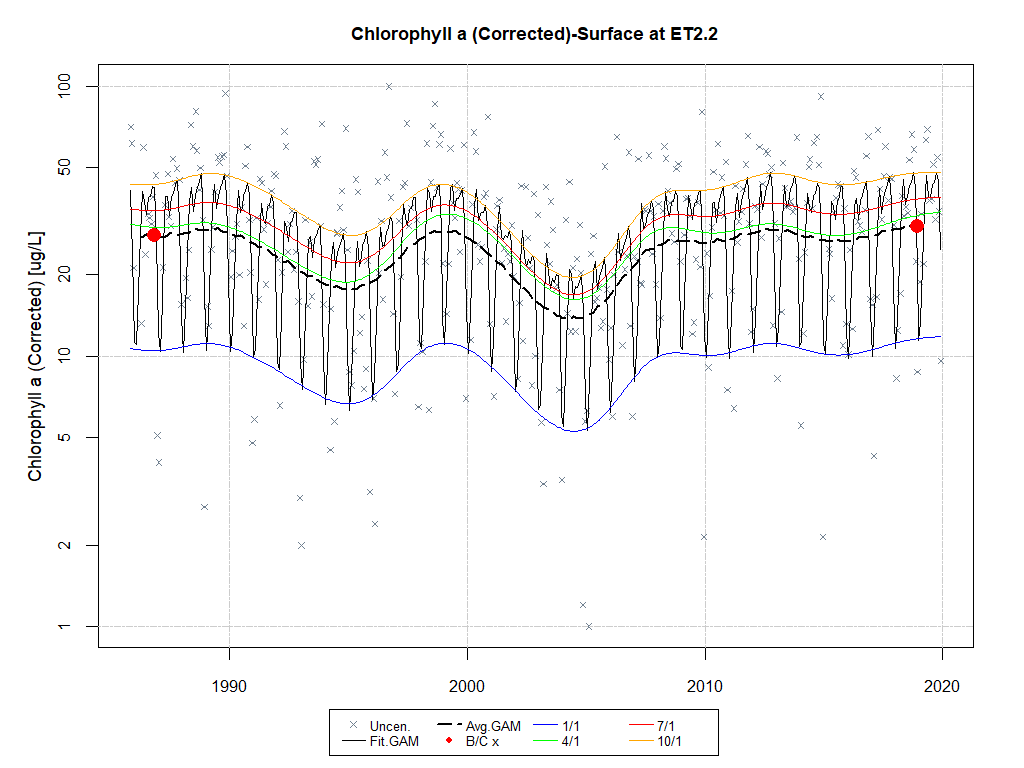 Chlorophyll a (Corrected)-Surface at ET2.2
Chlorophyll a (Corrected) [ug/L]
100
50
20
10
5
2
1
1990 2000 2010 2020
Uncen. Avg.GAM 1/1 7/1
Fit.GAM B/C x 4/1 10/1